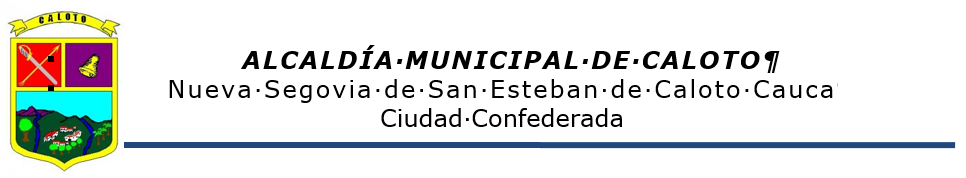 CALOTO
ALCALDÍA·MUNICIPAL·DE·CALOTO¶
Nueva·Segovia·de·San·Esteban·de·Caloto·Cauca
Ciudad·Confederada